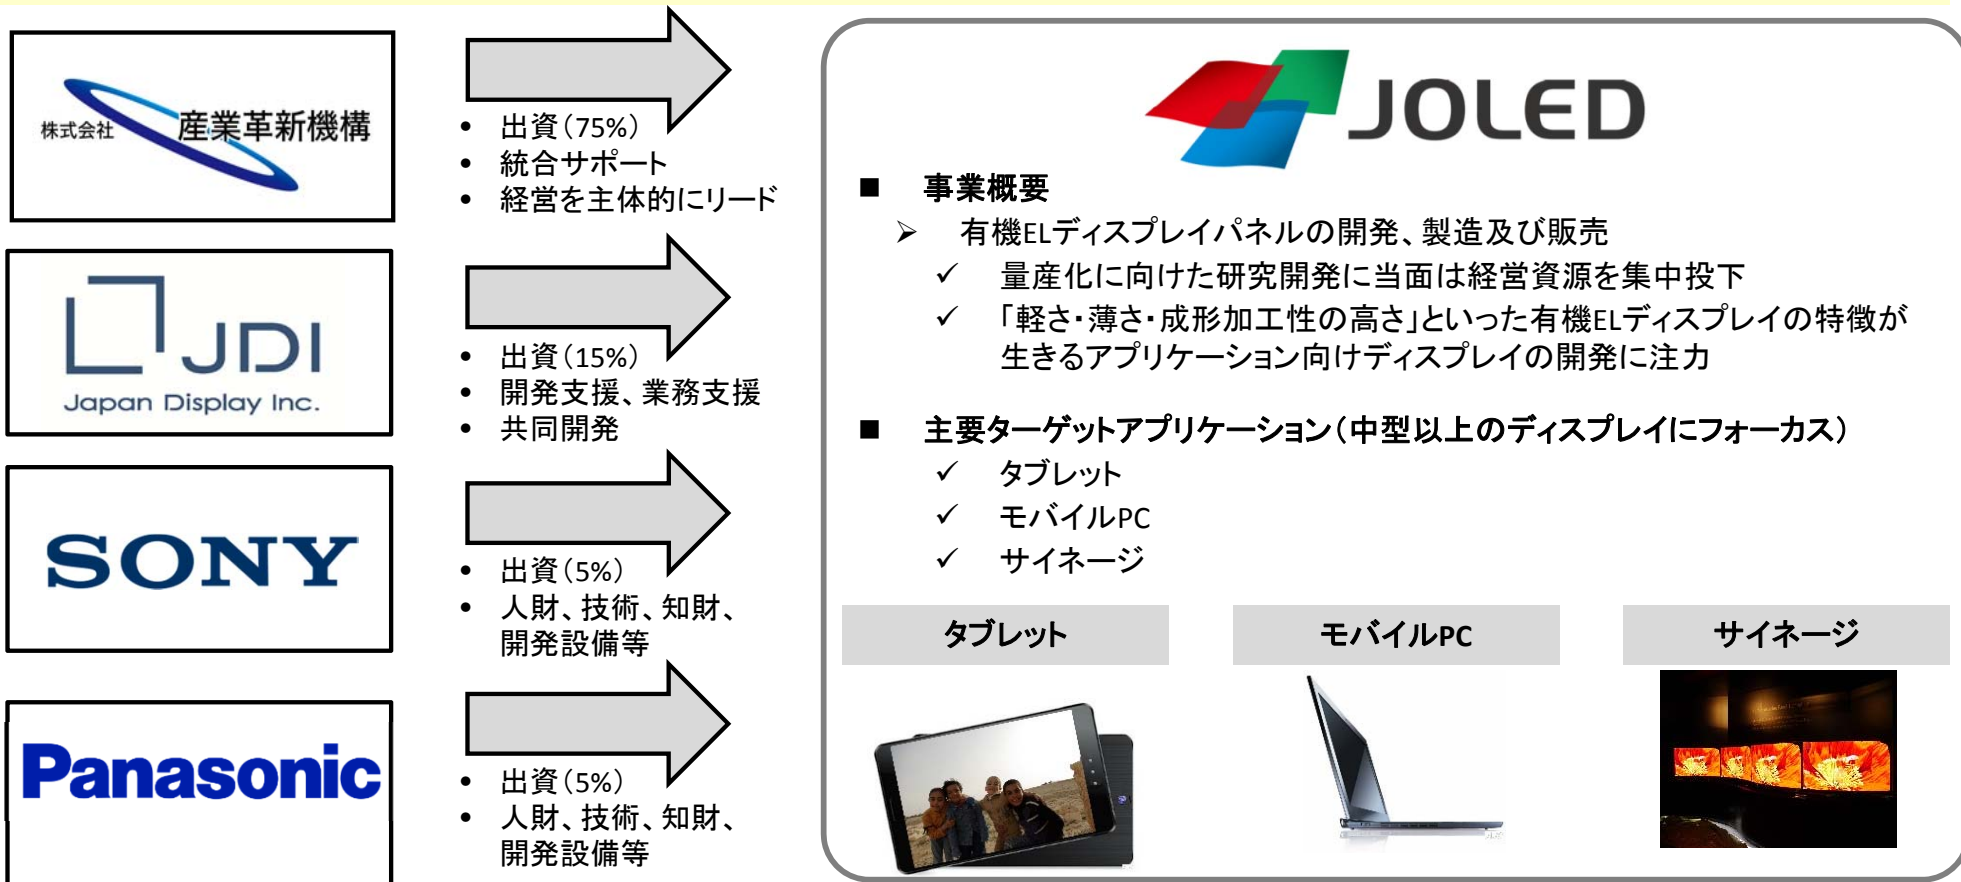 株式会社 産業革新機構
• 出資(75%)
• 統合サポート
• 経営を主体的にリード
JDI
Japan Display Inc.
• 出資(15%)
• 開発支援、業務支援
• 共同開発
SONY
• 出資(5%)
• 人財、技術、知財、
開発設備等
Panasonic
• 出資(5%)
• 人財、技術、知財、
開発設備等
JOLED
■ 事業概要
➢ 有機ELディスプレイパネルの開発、製造及び販売
✓ 量産化に向けた研究開発に当面は経営資源を集中投下
✓ 「軽さ・薄さ・成形加工性の高さ」といった有機ELディスプレイの特徴が
生きるアプリケーション向けディスプレイの開発に注力
■ 主要ターゲットアプリケーション(中型以上のディスプレイにフォーカス)
✓ タブレット
✓ モバイルPC
✓ サイネージ
タブレット
モバイルPC
サイネージ